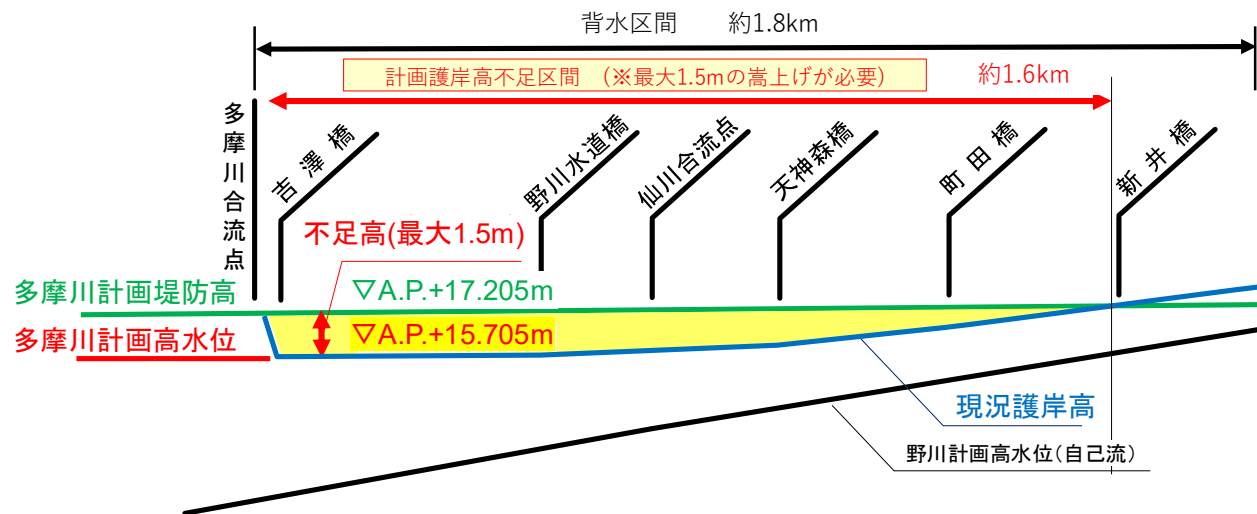 背水区間 約1.8km
計画護岸高不足区間 (※最大1.5mの嵩上げが必要) 約1.6km
多摩川合流点
吉澤橋
野川水道橋
仙川合流点
天神森橋
町田橋
新井橋
不足高(最大1.5m)
多摩川計画堤防高 ▽A.P.+17.205m
多摩川計画高水位 ▽A.P.+15.705m
現況護岸高
野川計画高水位(自己流)